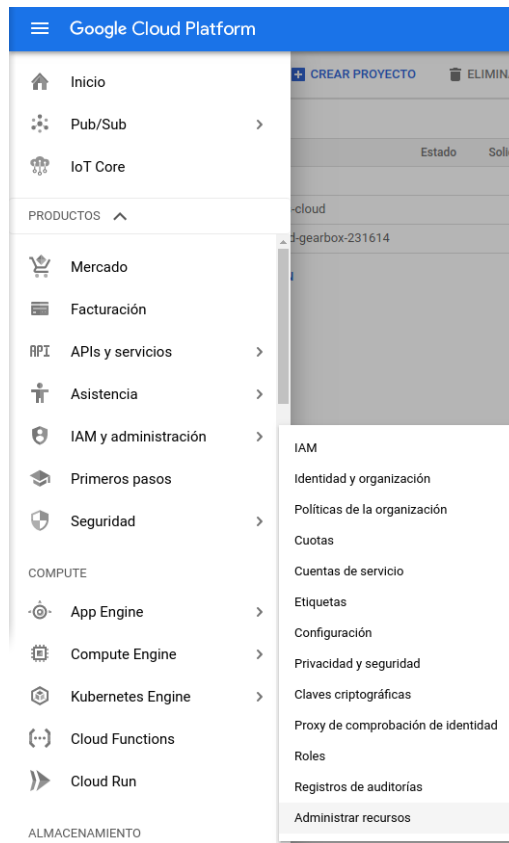 Google Cloud Platform
Inicio
CREAR PROYECTO
ELIMIN
Pub/Sub
IoT Core
Estado
Soli
PRODUCTOS
-cloud
d-gearbox-231614
Mercado
Facturación
API APIs y servicios
Asistencia
IAM y administración
Primeros pasos
Seguridad
IAM
Identidad y organización
Políticas de la organización
Cuotas
Cuentas de servicio
Etiquetas
Configuración
Privacidad y seguridad
Claves criptográficas
Proxy de comprobación de identidad
Roles
Registros de auditorías
Administrar recursos
COMPUTE
App Engine
Compute Engine
Kubernetes Engine
Cloud Functions
Cloud Run
ALMACENAMIENTO